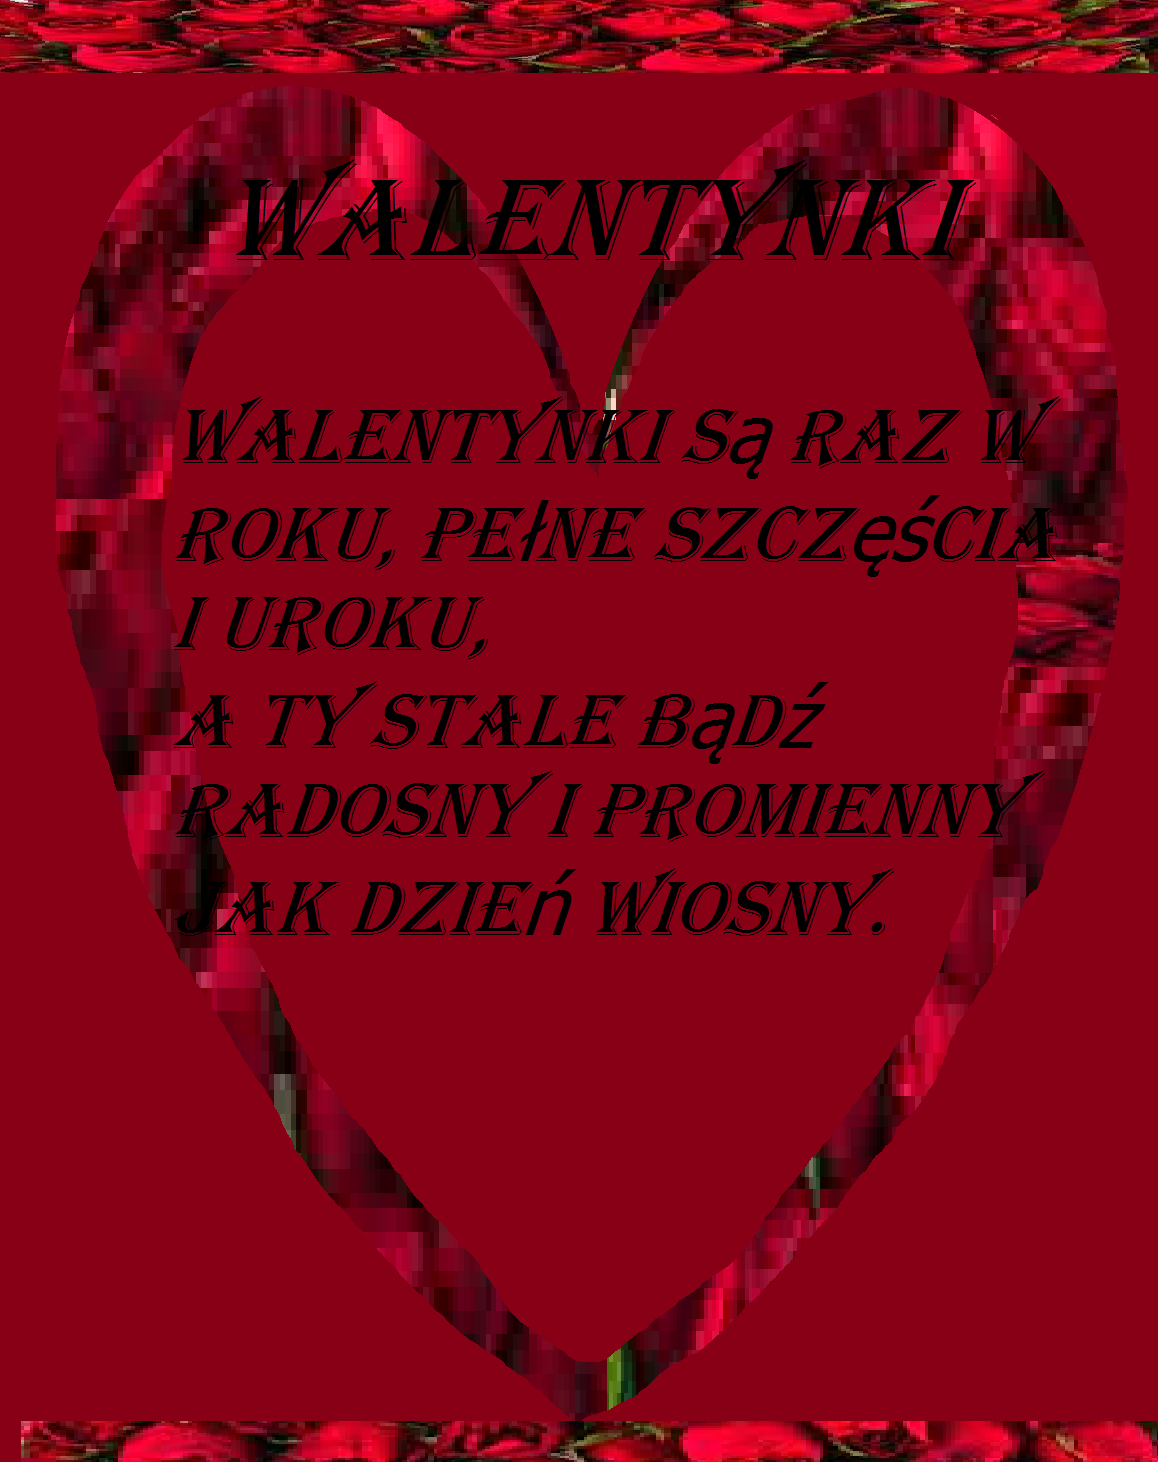 WALENTYNKI
WALENTYNKI Są RAZ W
ROKU, PEłNE SZCZęśCIA
I UROKU,
A TY STALE BąDź
RADOSNY I PROMIENNY
JAK DZIEń WIOSNY.